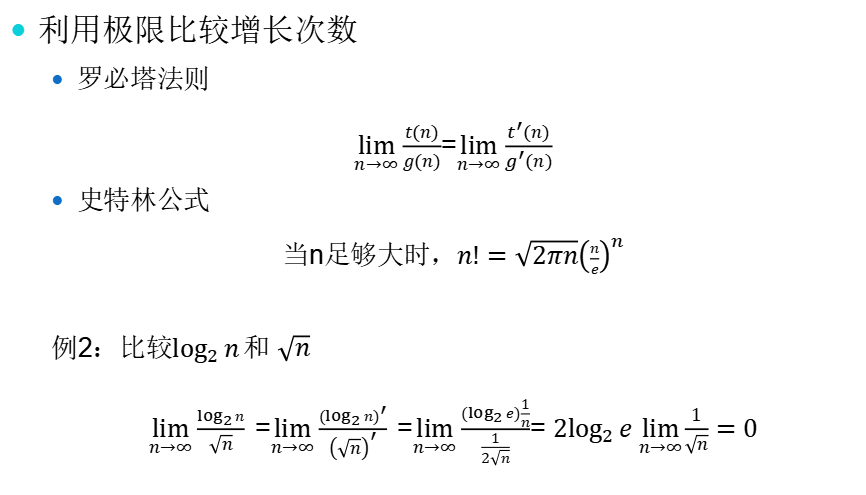 • 利用极限比较增长次数
• 罗必塔法则
$\lim_{n\to\infty}\frac{t(n)}{g(n)}=\lim_{n\to\infty}\frac{t'(n)}{g'(n)}$
• 史特林公式
当n足够大时，$n!=\sqrt{2\pi n}\left(\frac{n}{e}\right)^n$
例2：比较$\log_2 n$和$\sqrt{n}$
$\lim_{n\to\infty}\frac{\log_2 n}{\sqrt{n}}=\lim_{n\to\infty}\frac{(\log_2 n)'}{(\sqrt{n})'}=\lim_{n\to\infty}\frac{(\log_2 e)\frac{1}{n}}{\frac{1}{2\sqrt{n}}}=2\log_2 e\lim_{n\to\infty}\frac{1}{\sqrt{n}}=0$